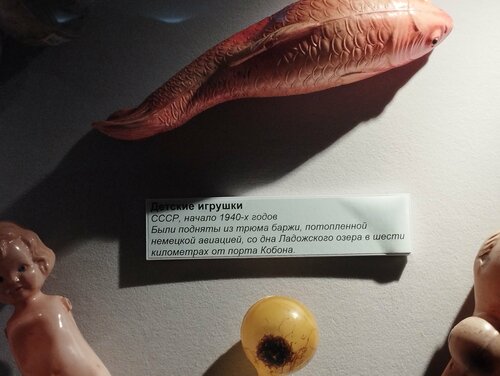 Детские игрушки
СССР, начало 1940-х годов
Были подняты из трюма баржи, потопленной
немецкой авиацией, со дна Ладожского озера в шести
километрах от порта Кобона.